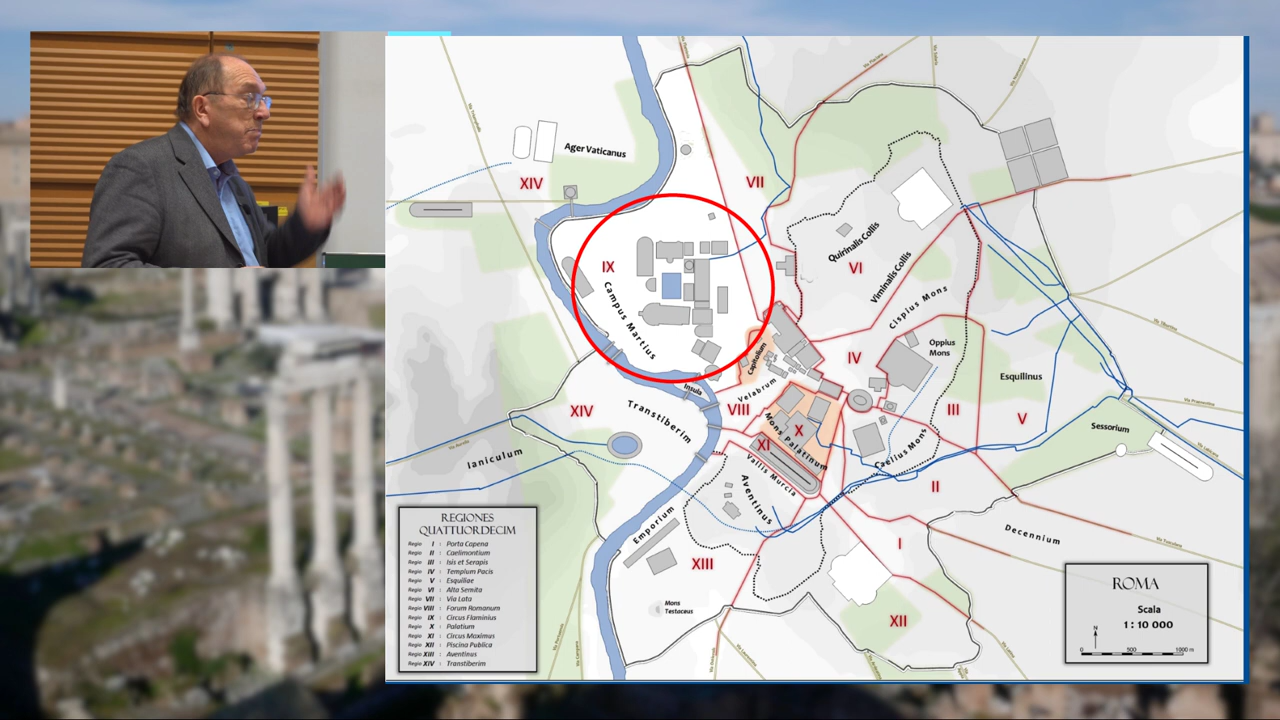 Ager Vaticanus
XIV
VII
IX
Campus Martius
Quirinalis Collis
VI
Viminalis Collis
Cispius Mons
Capitolium
IV
Oppius
Mons
Esquilinus
Insula
Velabrum
XIV
Transtiberim
VIII
X
Mons Palatinum
III
V
Sessorium
XI
Vallis Murcia
Caelius Mons
Ianiculum
II
Aventinus
Emporium
I
Decennium
XIII
Mons
Testaceus
XII
REGIONES
QUATTUORDECIM
Regio I : Porta Capena
Regio II : Caelimontium
Regio III : Isis et Serapis
Regio IV : Templum Pacis
Regio V : Esquiliae
Regio VI : Alta Semita
Regio VII : Via Lata
Regio VIII : Forum Romanum
Regio IX : Circus Flaminius
Regio X : Palatium
Regio XI : Circus Maximus
Regio XII : Piscina Publica
Regio XIII : Aventinus
Regio XIV : Transtiberim
ROMA
Scala
1 : 10 000
N
0 500 1000 m